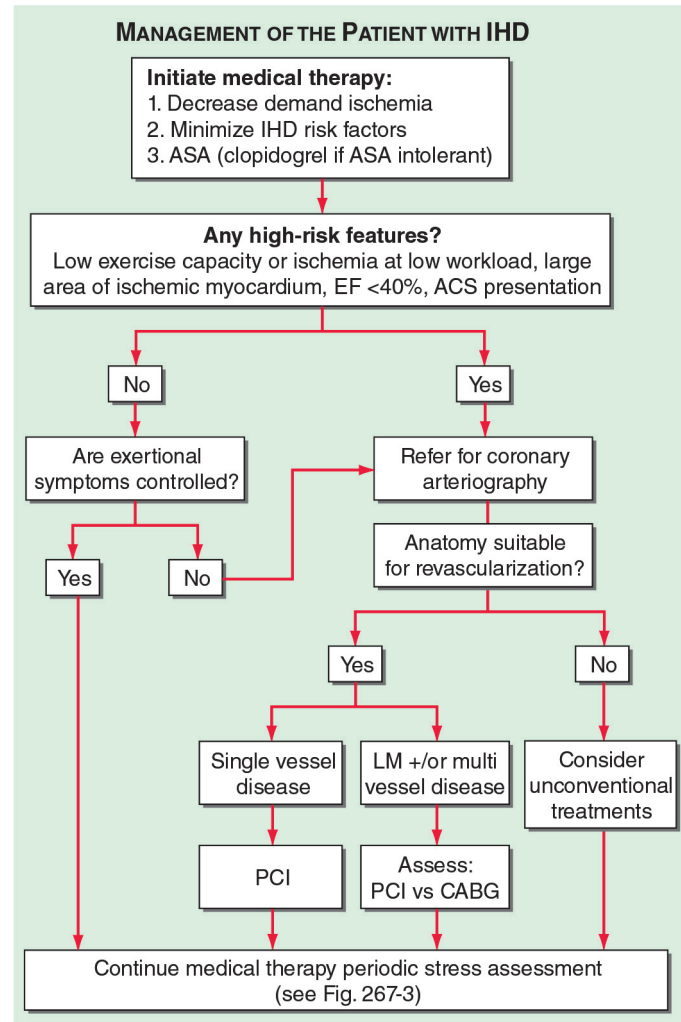 MANAGEMENT OF THE PATIENT WITH IHD
Initiate medical therapy:
1. Decrease demand ischemia
2. Minimize IHD risk factors
3. ASA (clopidogrel if ASA intolerant)
Any high-risk features?
Low exercise capacity or ischemia at low workload, large
area of ischemic myocardium, EF <40%, ACS presentation
No
Yes
Are exertional
symptoms controlled?
Refer for coronary
arteriography
Yes
No
Anatomy suitable
for revascularization?
Yes
No
Single vessel
disease
LM +/or multi
vessel disease
Consider
unconventional
treatments
PCI
Assess:
PCI vs CABG
Continue medical therapy periodic stress assessment
(see Fig. 267-3)